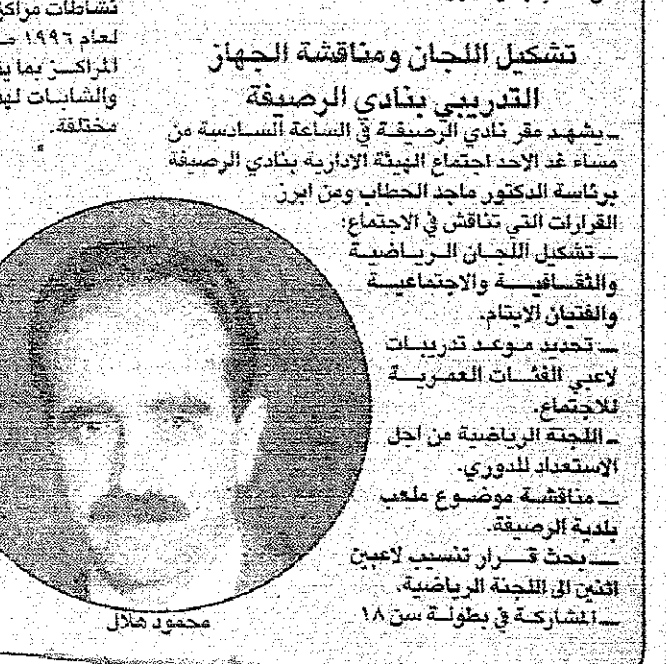 تشكيل اللجان ومناقشة الجهاز
التدريبي بنادي الرصيفة
ـ يشهد مقر نادي الرصيفة في الساعة السادسة من
مساء غد الاحد اجتماع الهيئة الادارية بنادي الرصيفة
برئاسة الدكتور ماجد الحطاب ومن ابرز
القرارات التي تناقش في الاجتماع:
ـ تشكيل اللجان الرياضية
والثقافية والاجتماعية
والفتيان الايتام.
ـ تحديد موعد تدريبات
لاعبي الفئات العمرية
للاجتماع.
ـ اللجنة الرياضية من اجل
الاستعداد للدوري.
ـ مناقشة موضوع ملعب
بلدية الرصيفة.
ـ بحث قرار تنسيب لاعبين
اثنين الى اللجنة الرياضية.
ـ المشاركة في بطولة سن ١٨
محمود هلال
نشاطات مراكز
لعام ١٩٩٦
المراكز بما
والشابات
مختلفة.